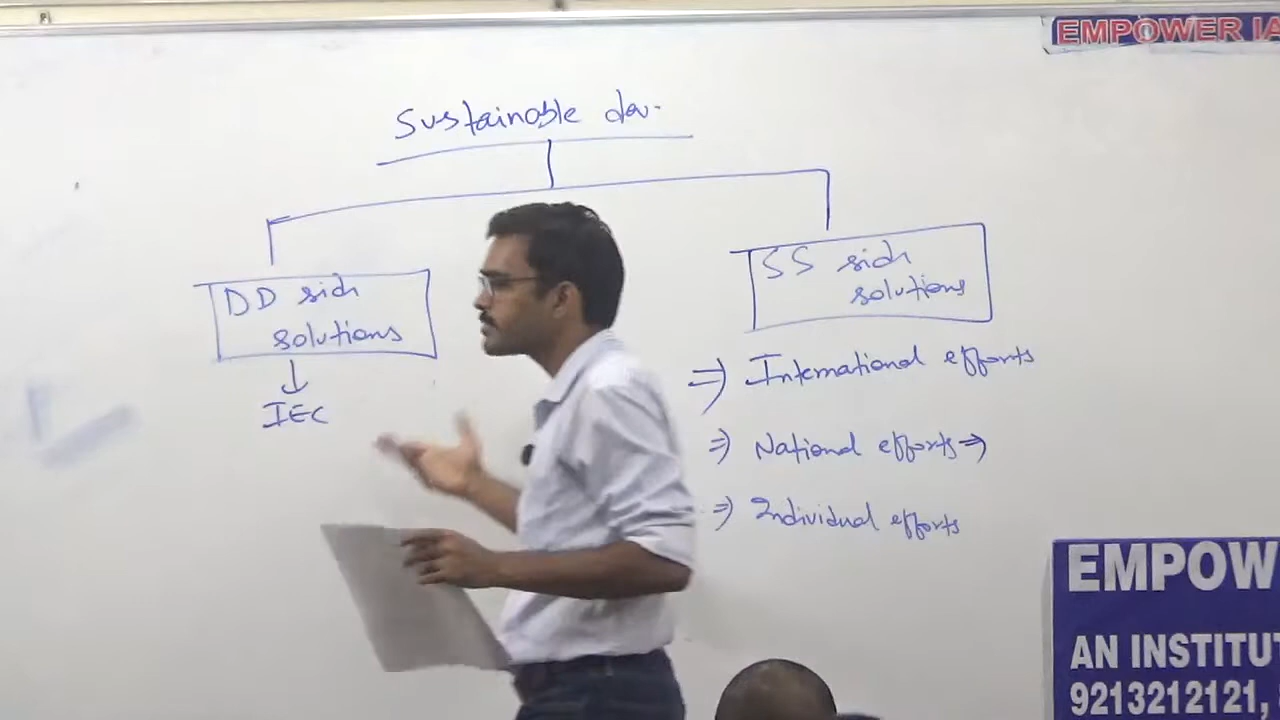 EMPOWER IA
Sustainable dev.
DD side
solutions
IEC
SS side
solutions
⇒ International efforts
⇒ National efforts ⇒
⇒ Individual efforts
EMPOW
AN INSTITU
9213212121,